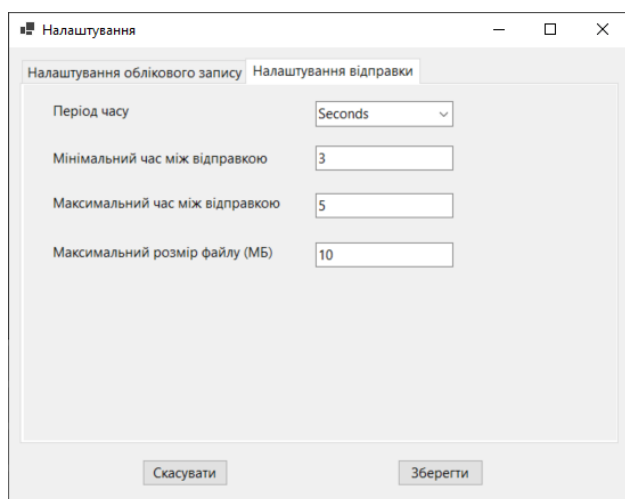 Налаштування
Налаштування облікового запису Налаштування відправки
Період часу Seconds
Мінімальний час між відправкою 3
Максимальний час між відправкою 5
Максимальний розмір файлу (МБ) 10
Скасувати Зберегти